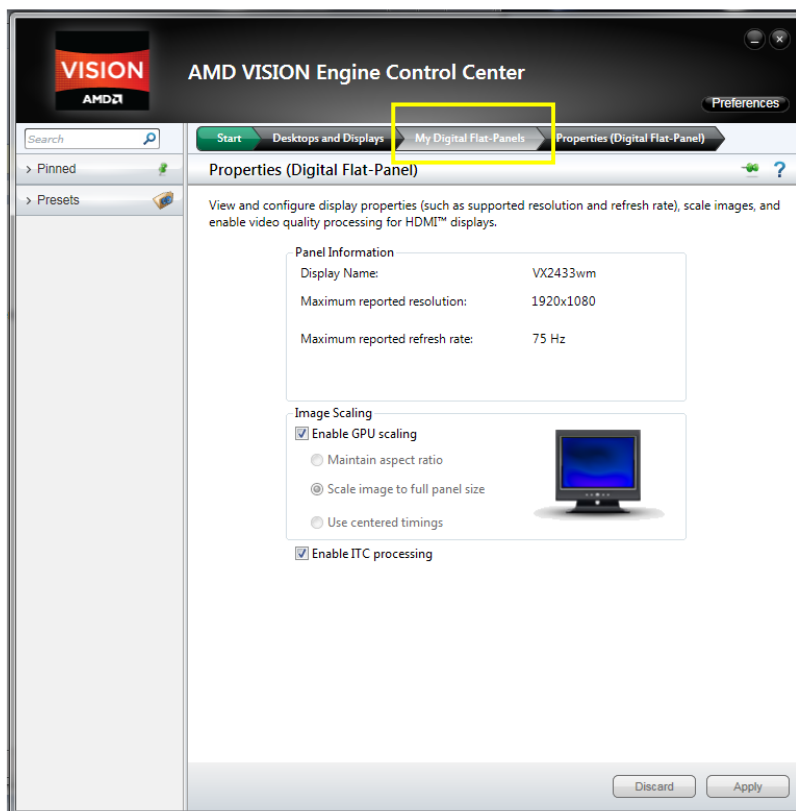 VISION
AMD
AMD VISION Engine Control Center
Preferences
Search
Start Desktops and Displays My Digital Flat-Panels Properties (Digital Flat-Panel)
> Pinned
Properties (Digital Flat-Panel) ?
> Presets
View and configure display properties (such as supported resolution and refresh rate), scale images, and
enable video quality processing for HDMI™ displays.
Panel Information
Display Name: VX2433wm
Maximum reported resolution: 1920x1080
Maximum reported refresh rate: 75 Hz
Image Scaling
Enable GPU scaling
Maintain aspect ratio
Scale image to full panel size
Use centered timings
Enable ITC processing
Discard Apply